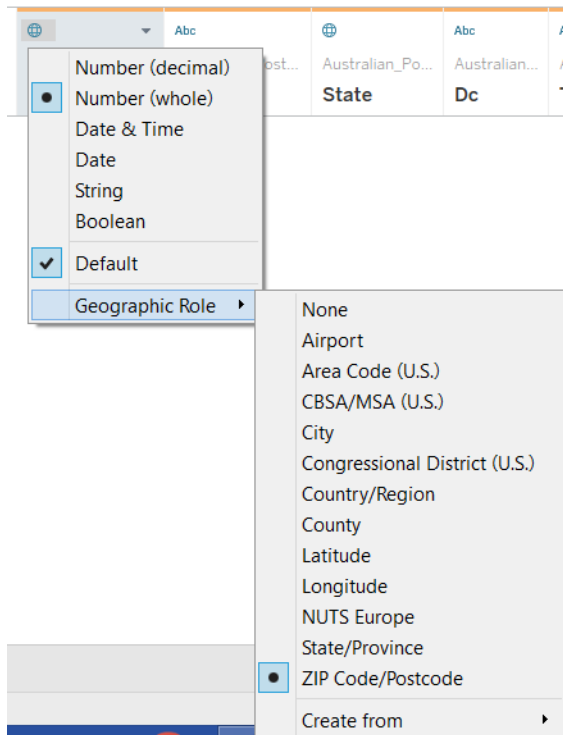 Abc
Abc
ost...
Australian_Po...
Australian...
State
Dc
Number (decimal)
Number (whole)
Date & Time
Date
String
Boolean
Default
Geographic Role
None
Airport
Area Code (U.S.)
CBSA/MSA (U.S.)
City
Congressional District (U.S.)
Country/Region
County
Latitude
Longitude
NUTS Europe
State/Province
ZIP Code/Postcode
Create from